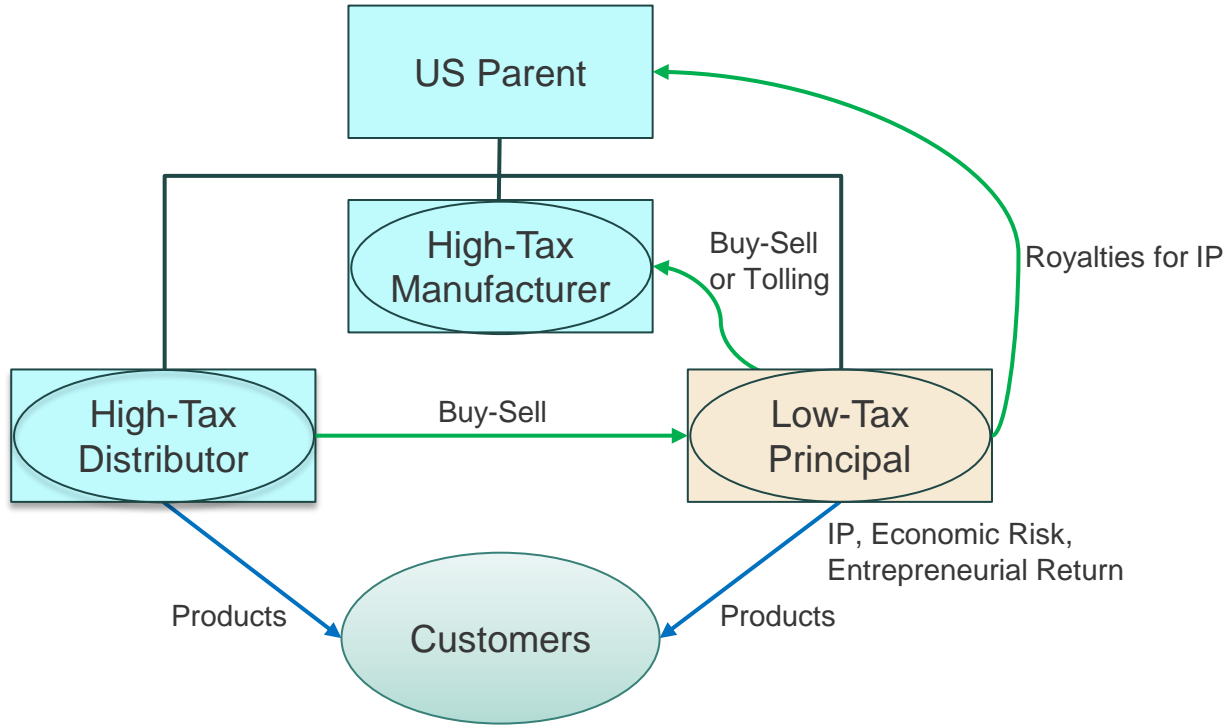 US Parent
High-Tax
Manufacturer
Buy-Sell
or Tolling
Royalties for IP
High-Tax
Distributor
Buy-Sell
Low-Tax
Principal
IP, Economic Risk,
Entrepreneurial Return
Products
Customers
Products